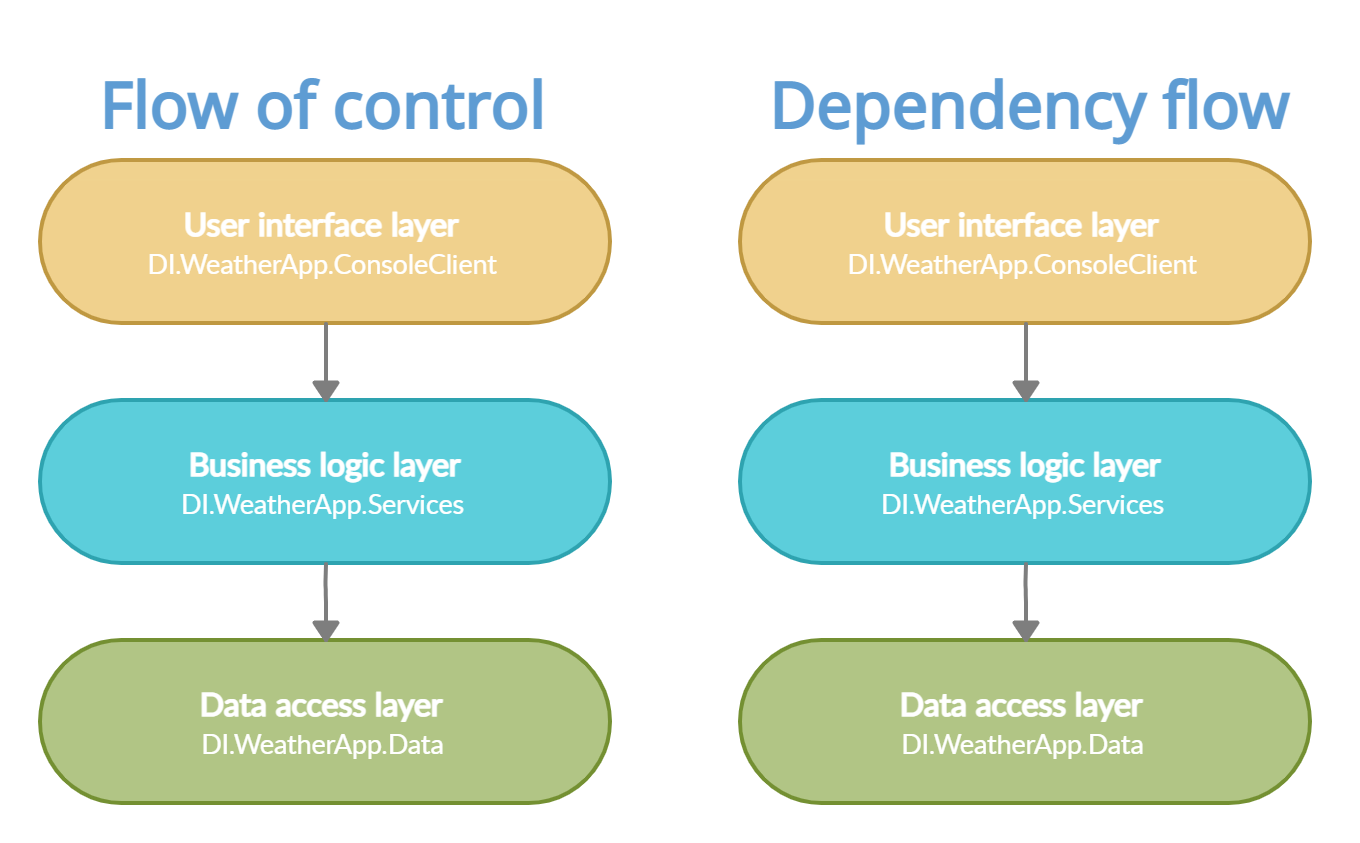 Flow of control
User interface layer
DI.WeatherApp.ConsoleClient
Business logic layer
DI.WeatherApp.Services
Data access layer
DI.WeatherApp.Data
Dependency flow
User interface layer
DI.WeatherApp.ConsoleClient
Business logic layer
DI.WeatherApp.Services
Data access layer
DI.WeatherApp.Data